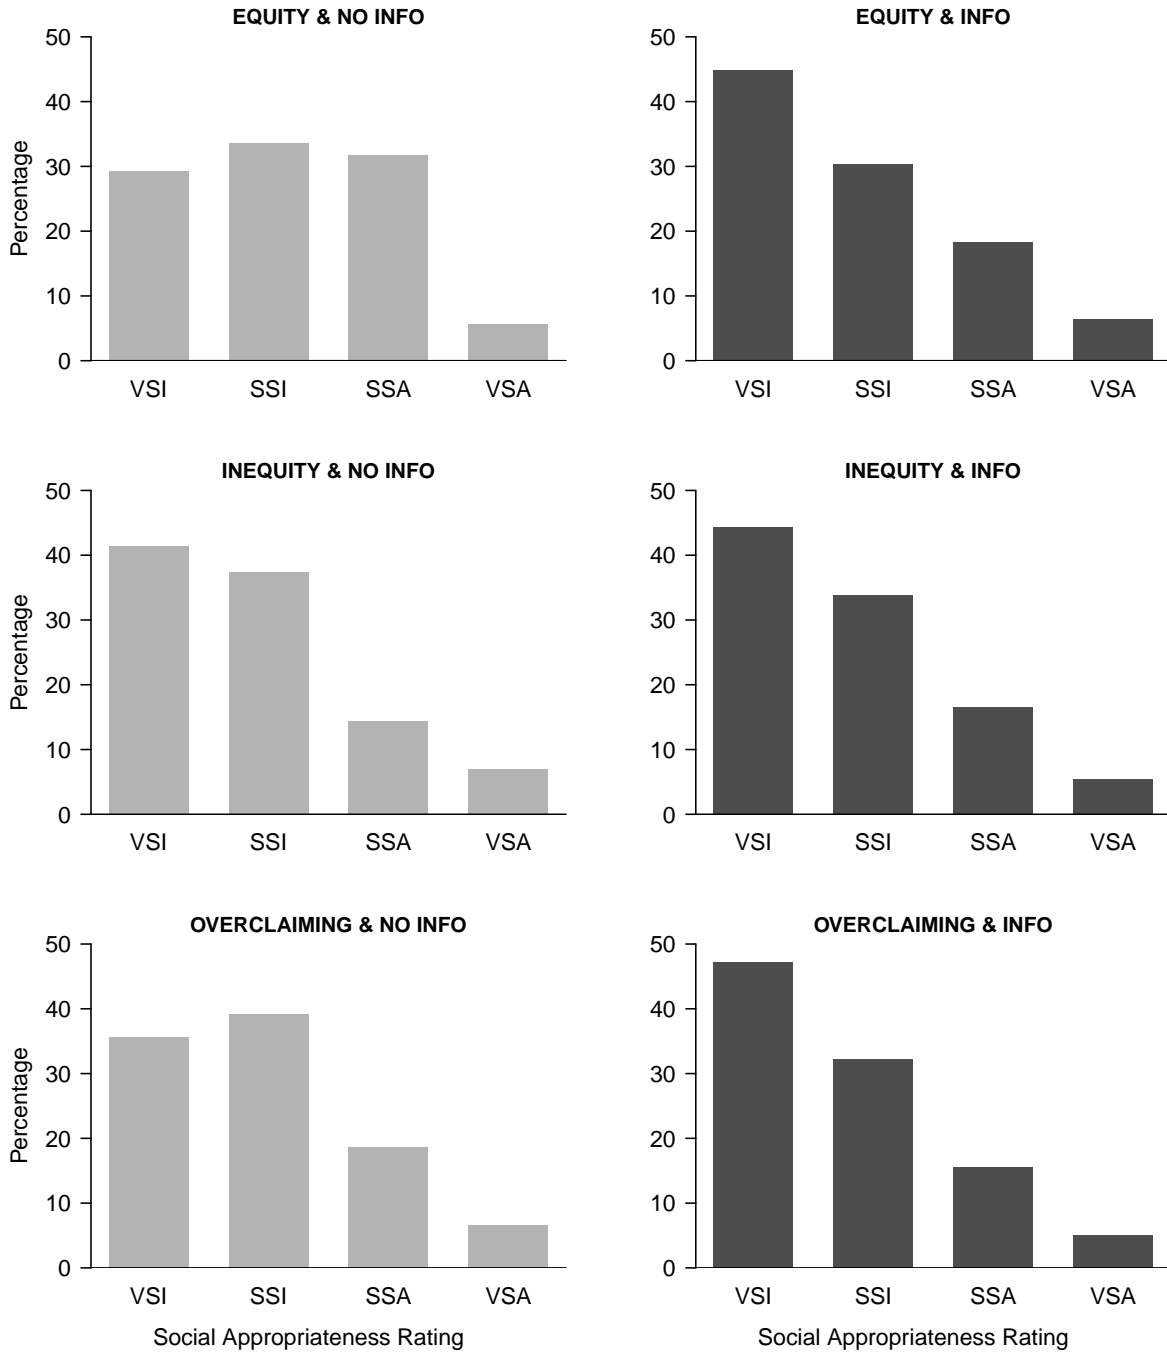 EQUITY & NO INFO
50
40
30
20
10
0
Percentage
VSI SSI SSA VSA
EQUITY & INFO
50
40
30
20
10
0
VSI SSI SSA VSA
INEQUITY & NO INFO
50
40
30
20
10
0
Percentage
VSI SSI SSA VSA
INEQUITY & INFO
50
40
30
20
10
0
VSI SSI SSA VSA
OVERCLAIMING & NO INFO
50
40
30
20
10
0
Percentage
VSI SSI SSA VSA
Social Appropriateness Rating
OVERCLAIMING & INFO
50
40
30
20
10
0
VSI SSI SSA VSA
Social Appropriateness Rating